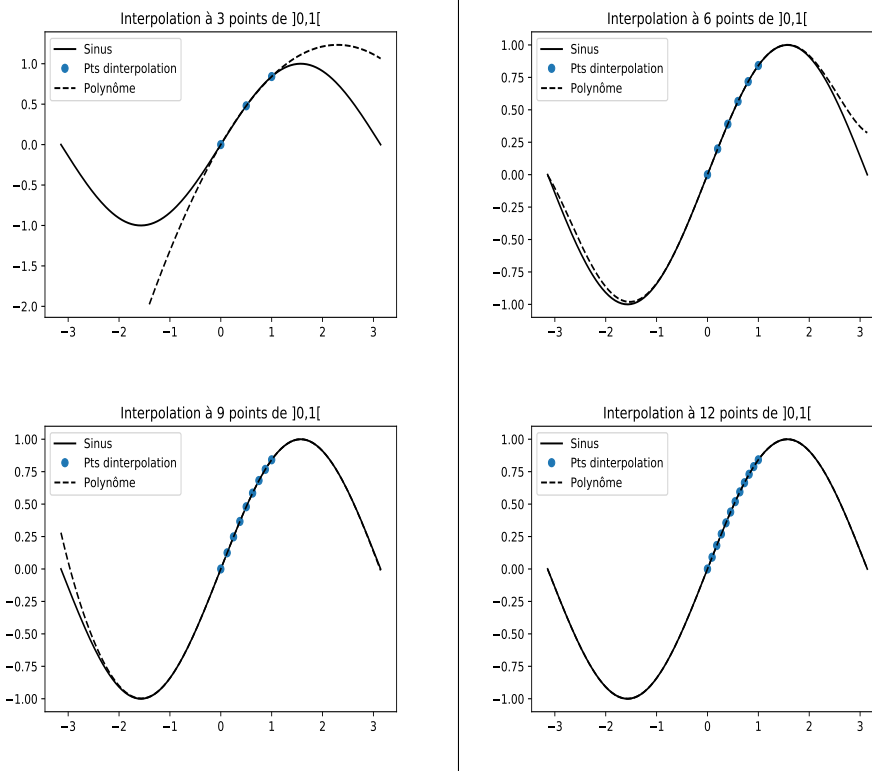 Interpolation à 3 points de ]0,1[
Sinus
Pts dinterpolation
Polynôme
1.0
0.5
0.0
−0.5
−1.0
−1.5
−2.0
−3 −2 −1 0 1 2 3
Interpolation à 6 points de ]0,1[
Sinus
Pts dinterpolation
Polynôme
1.00
0.75
0.50
0.25
0.00
−0.25
−0.50
−0.75
−1.00
−3 −2 −1 0 1 2 3
Interpolation à 9 points de ]0,1[
Sinus
Pts dinterpolation
Polynôme
1.00
0.75
0.50
0.25
0.00
−0.25
−0.50
−0.75
−1.00
−3 −2 −1 0 1 2 3
Interpolation à 12 points de ]0,1[
Sinus
Pts dinterpolation
Polynôme
1.00
0.75
0.50
0.25
0.00
−0.25
−0.50
−0.75
−1.00
−3 −2 −1 0 1 2 3